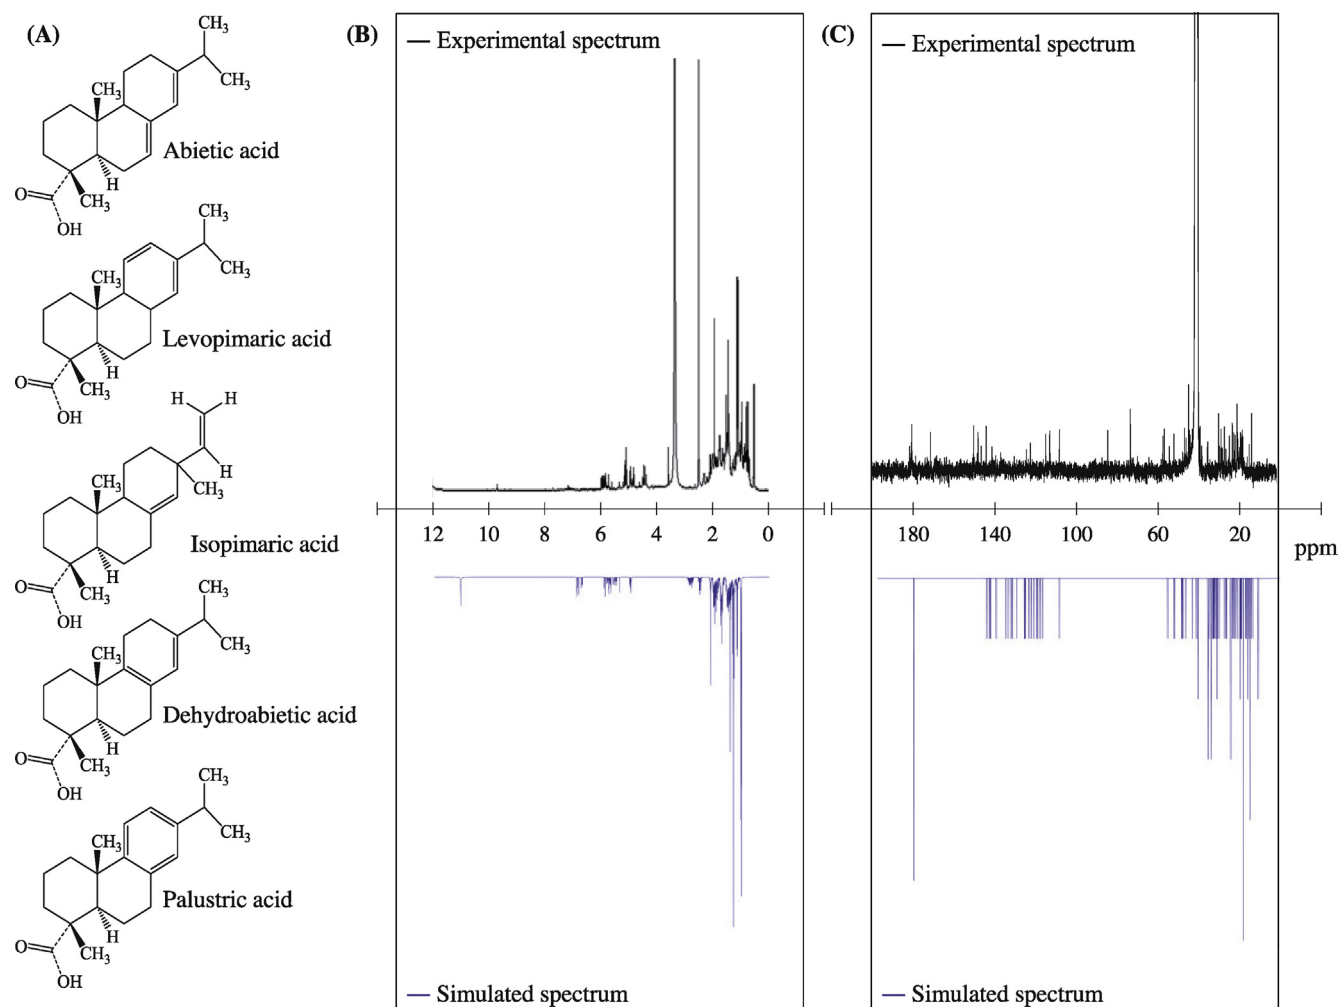 (A)
CH₃
CH₃
CH₃
Abietic acid
H
O
CH₃
OH
CH₃
CH₃
CH₃
Levopimaric acid
H
O
CH₃
OH
H
H
H
CH₃
CH₃
Isopimaric acid
H
O
CH₃
OH
CH₃
CH₃
CH₃
Dehydroabietic acid
H
O
CH₃
OH
CH₃
CH₃
CH₃
Palustric acid
H
O
CH₃
OH
(B)
Experimental spectrum
12 10 8 6 4 2 0
Simulated spectrum
(C)
Experimental spectrum
180 140 100 60 20
ppm
Simulated spectrum